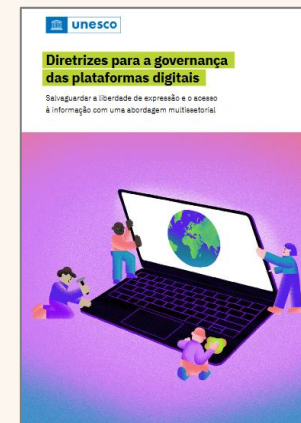 unesco
Diretrizes para a governança
das plataformas digitais
Salvaguardar a liberdade de expressão e o acesso
à informação com uma abordagem multissetorial